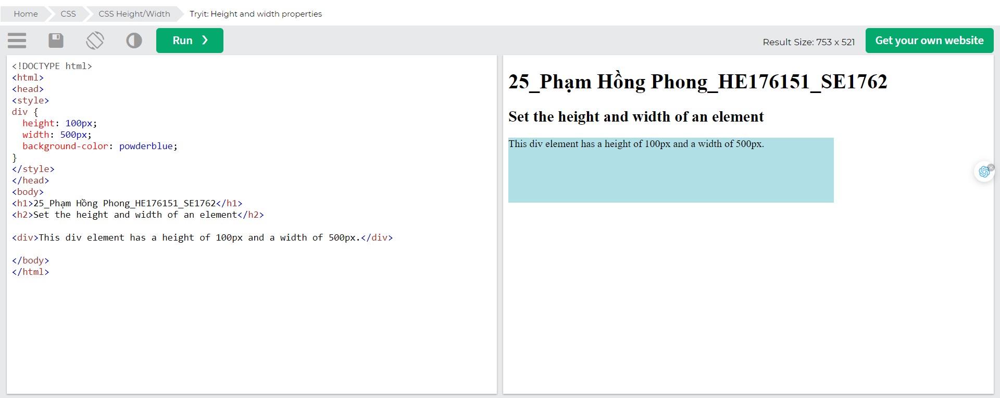 Home CSS CSS Height/Width Tryit: Height and width properties
Run ❯ Result Size: 753 x 521 Get your own website
<!DOCTYPE html>
<html>
<head>
<style>
div {
  height: 100px;
  width: 500px;
  background-color: powderblue;
}
</style>
</head>
<body>
<h1>25_Phạm Hồng Phong_HE176151_SE1762</h1>
<h2>Set the height and width of an element</h2>

<div>This div element has a height of 100px and a width of 500px.</div>

</body>
</html>
25_Phạm Hồng Phong_HE176151_SE1762
Set the height and width of an element
This div element has a height of 100px and a width of 500px.